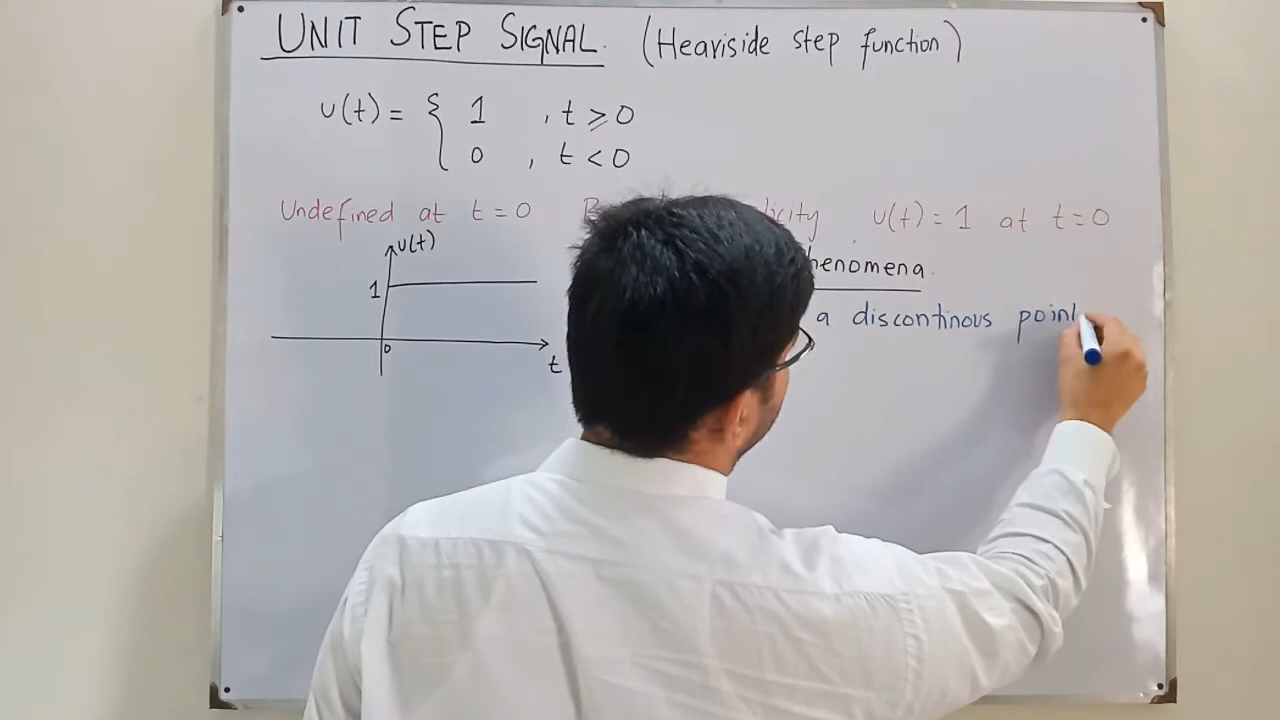 UNIT STEP SIGNAL. (Heaviside step function)
u(t) = { 1 , t ⩾ 0
0 , t < 0
Undefined at t = 0 u(t) = 1 at t = 0
u(t)
henomena.
1
a discontinous point
0
t